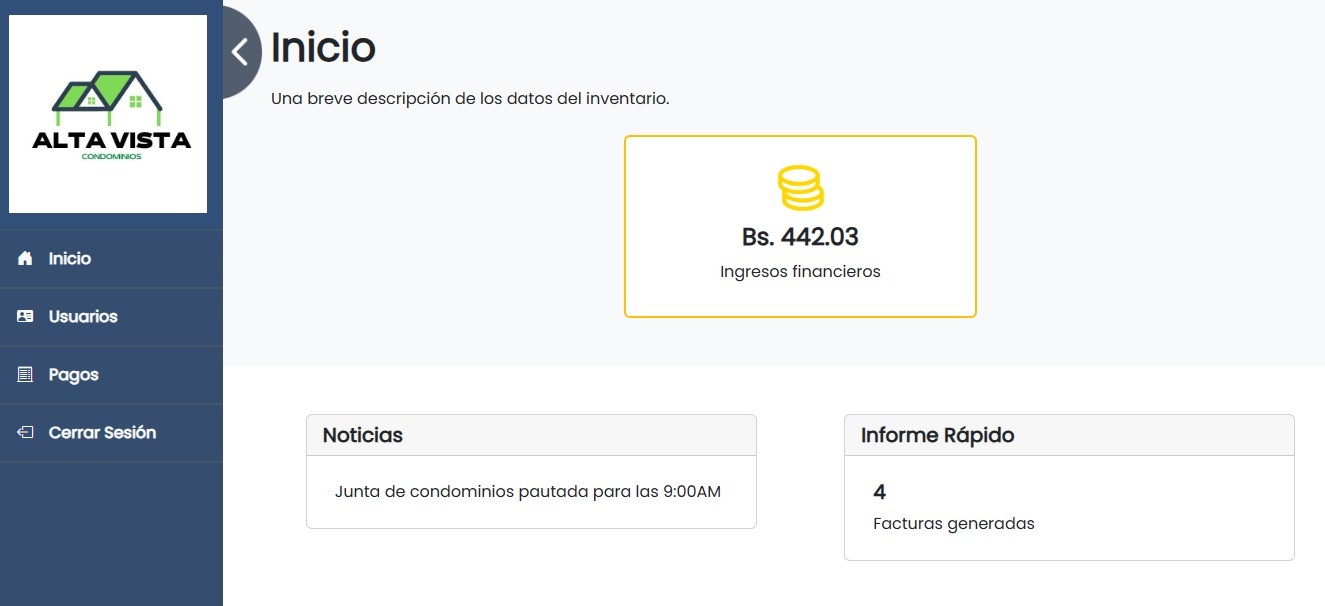 ALTA VISTA
CONDOMINIOS
Inicio
Usuarios
Pagos
Cerrar Sesión
Inicio
Una breve descripción de los datos del inventario.
Bs. 442.03
Ingresos financieros
Noticias
Junta de condominios pautada para las 9:00AM
Informe Rápido
4
Facturas generadas